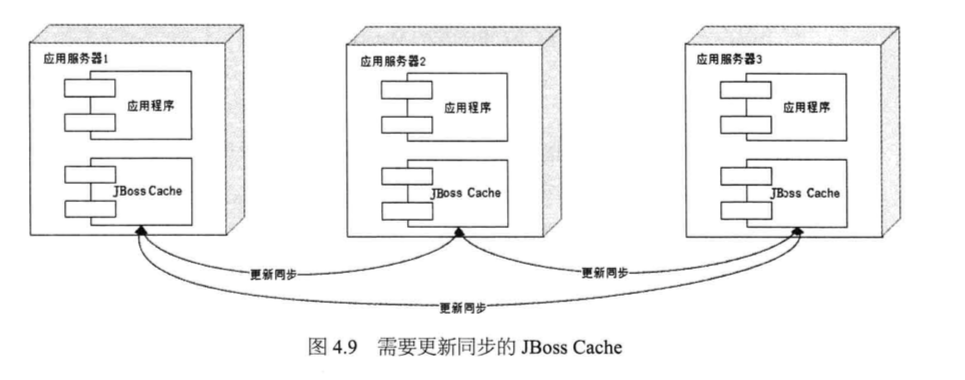 应用服务器1
应用程序
JBoss Cache
应用服务器2
应用程序
JBoss Cache
应用服务器3
应用程序
JBoss Cache
更新同步
更新同步
更新同步
图 4.9 需要更新同步的 JBoss Cache